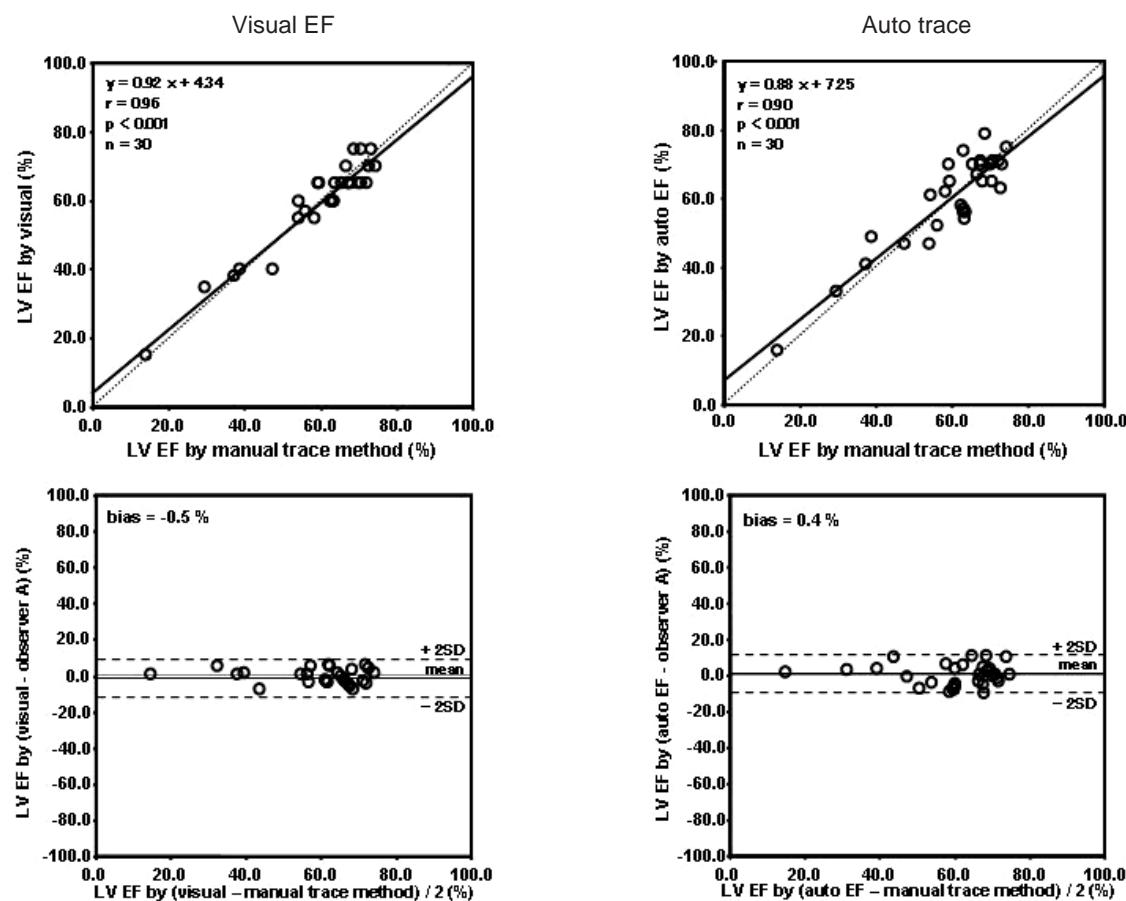 Visual EF
Auto trace
100.0
80.0
60.0
40.0
20.0
0.0
LV EF by visual (%)
y = 0.92 x + 4.34
r = 0.96
p < 0.001
n = 30
0.0 20.0 40.0 60.0 80.0 100.0
LV EF by manual trace method (%)
100.0
80.0
60.0
40.0
20.0
0.0
LV EF by auto EF (%)
y = 0.88 x + 7.25
r = 0.90
p < 0.001
n = 30
0.0 20.0 40.0 60.0 80.0 100.0
LV EF by manual trace method (%)
100.0
80.0
60.0
40.0
20.0
0.0
-20.0
-40.0
-60.0
-80.0
-100.0
LV EF by (visual - observer A) (%)
bias = -0.5 %
+ 2SD
mean
– 2SD
0.0 20.0 40.0 60.0 80.0 100.0
LV EF by (visual – manual trace method) / 2 (%)
100.0
80.0
60.0
40.0
20.0
0.0
-20.0
-40.0
-60.0
-80.0
-100.0
LV EF by (auto EF - observer A) (%)
bias = 0.4 %
+ 2SD
mean
– 2SD
0.0 20.0 40.0 60.0 80.0 100.0
LV EF by (auto EF – manual trace method) / 2 (%)